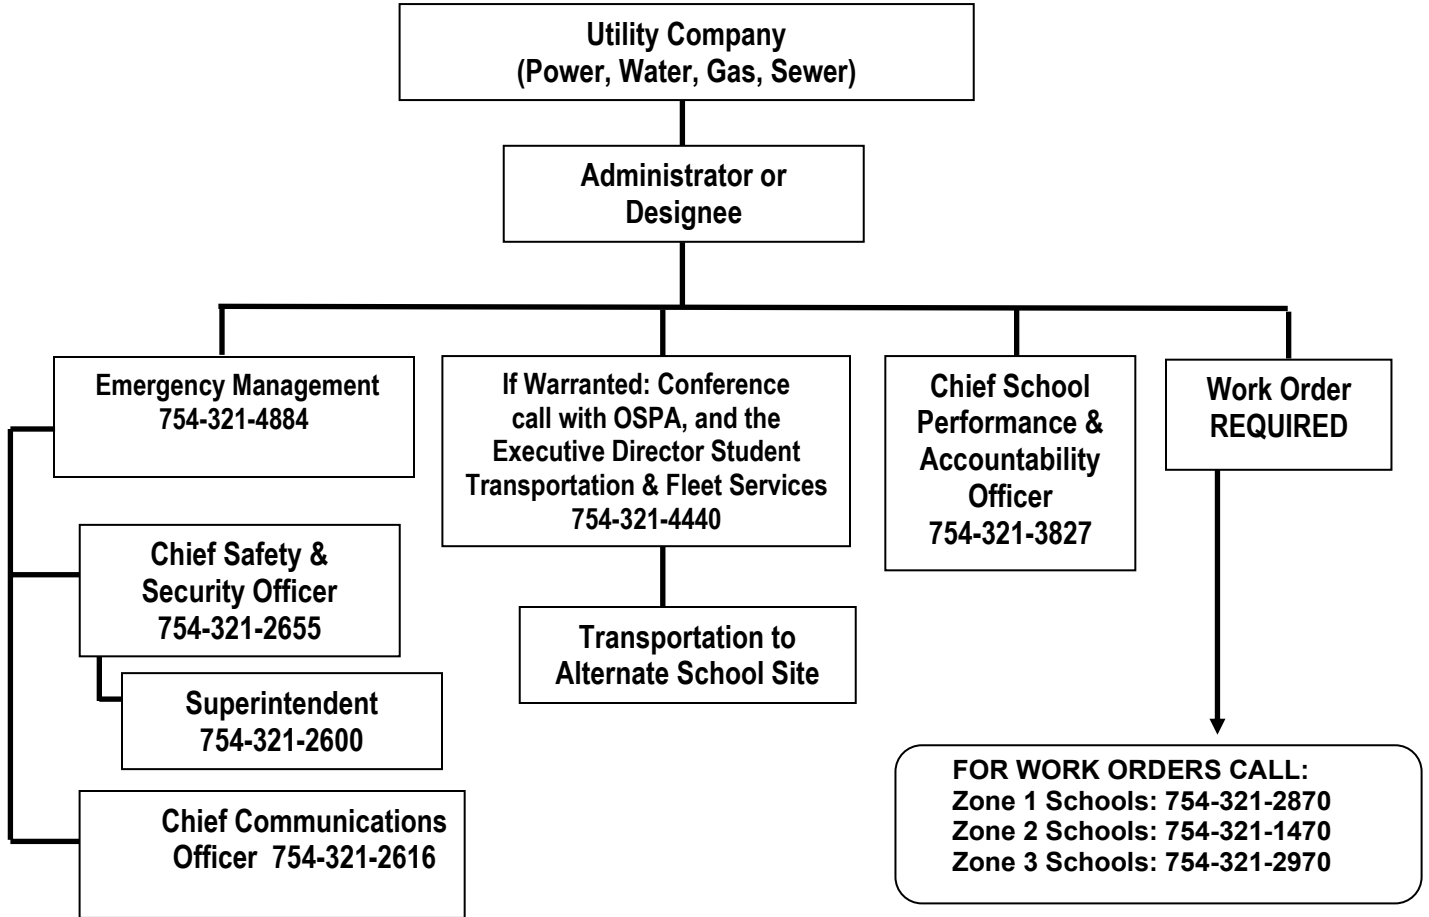 Utility Company
(Power, Water, Gas, Sewer)
Administrator or
Designee
Emergency Management
754-321-4884
If Warranted: Conference
call with OSPA, and the
Executive Director Student
Transportation & Fleet Services
754-321-4440
Chief School
Performance &
Accountability
Officer
754-321-3827
Work Order
REQUIRED
Chief Safety &
Security Officer
754-321-2655
Transportation to
Alternate School Site
Superintendent
754-321-2600
Chief Communications
Officer 754-321-2616
FOR WORK ORDERS CALL:
Zone 1 Schools: 754-321-2870
Zone 2 Schools: 754-321-1470
Zone 3 Schools: 754-321-2970